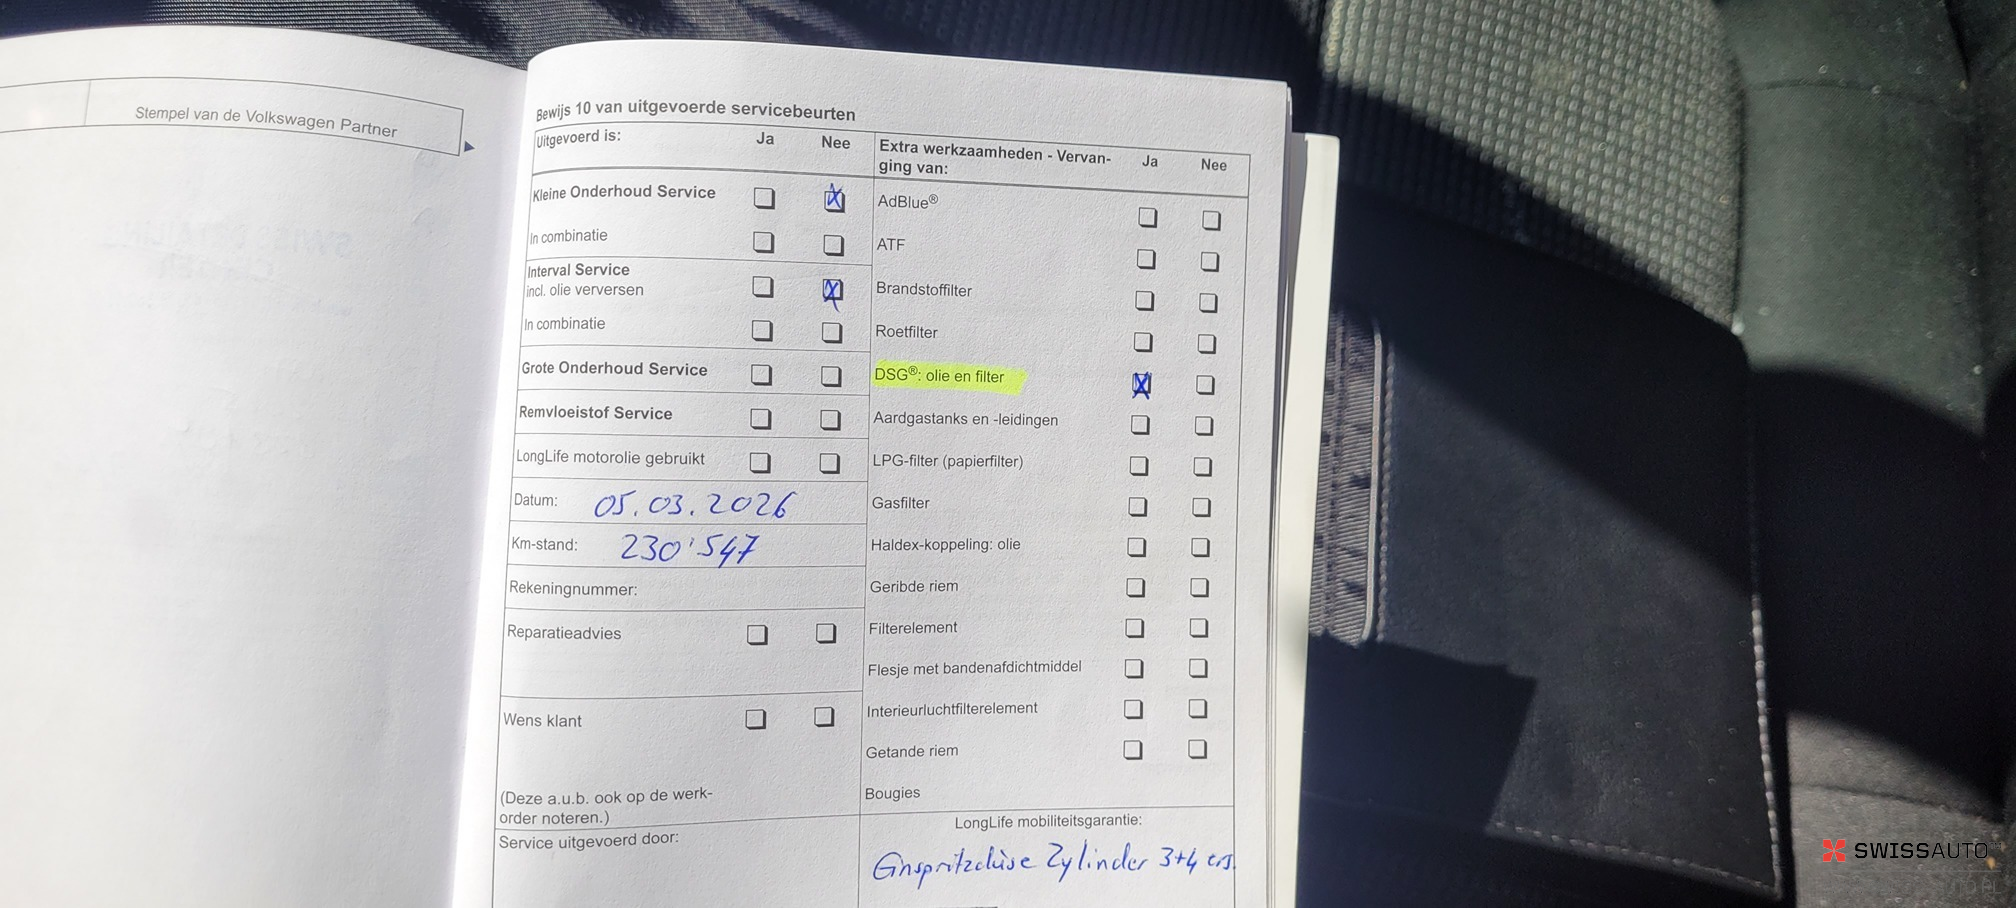 Stempel van de Volkswagen Partner
Bewijs 10 van uitgevoerde servicebeurten
Uitgevoerd is: Ja Nee
Kleine Onderhoud Service
In combinatie
Interval Service
incl. olie verversen
In combinatie
Grote Onderhoud Service
Remvloeistof Service
LongLife motorolie gebruikt
Datum: 05.03.2026
Km-stand: 230'547
Rekeningnummer:
Reparatieadvies
Wens klant
(Deze a.u.b. ook op de werk-
order noteren.)
Service uitgevoerd door:
Extra werkzaamheden - Vervan-
ging van: Ja Nee
AdBlue®
ATF
Brandstoffilter
Roetfilter
DSG®: olie en filter
Aardgastanks en -leidingen
LPG-filter (papierfilter)
Gasfilter
Haldex-koppeling: olie
Geribde riem
Filterelement
Flesje met bandenafdichtmiddel
Interieurluchtfilterelement
Getande riem
Bougies
LongLife mobiliteitsgarantie:
Einspritzdüse Zylinder 3+4 ers.
SWISSAUTO